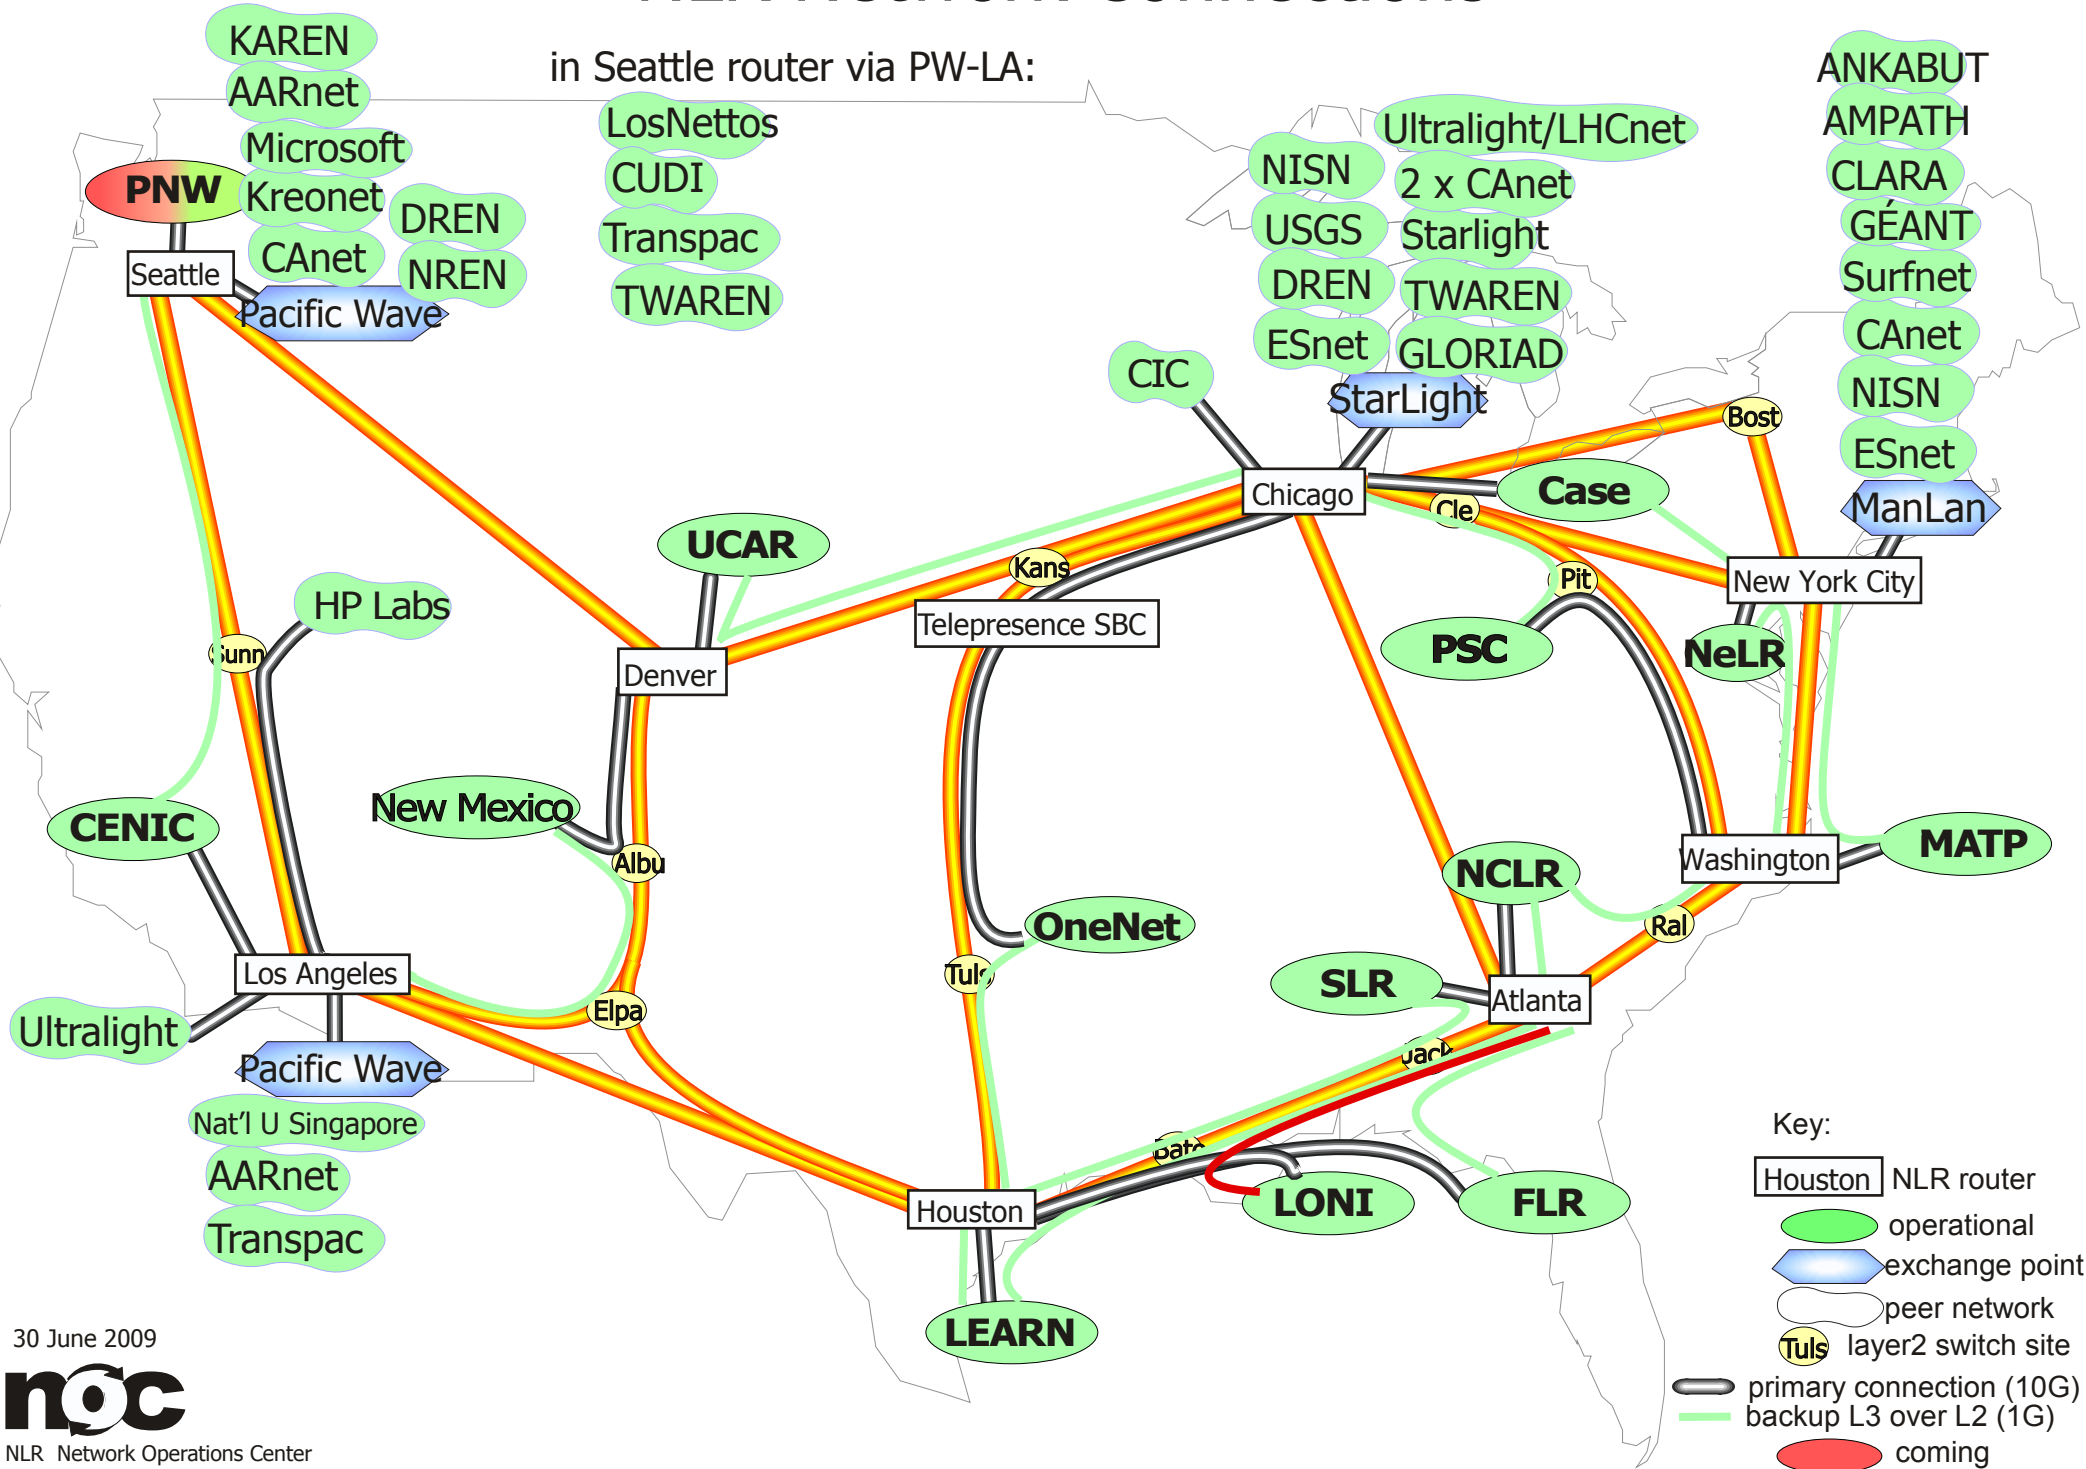 in Seattle router via PW-LA:
KAREN
AARnet
Microsoft
Kreonet
CAnet
DREN
NREN
PNW
Seattle
Pacific Wave
LosNettos
CUDI
Transpac
TWAREN
NISN
USGS
DREN
ESnet
Ultralight/LHCnet
2 x CAnet
Starlight
TWAREN
GLORIAD
StarLight
CIC
Chicago
ANKABUT
AMPATH
CLARA
GÉANT
Surfnet
CAnet
NISN
ESnet
ManLan
Bost
Case
Cle
New York City
Pit
PSC
NeLR
UCAR
Kans
Telepresence SBC
Denver
HP Labs
Sunn
CENIC
New Mexico
Albu
OneNet
Tuls
NCLR
Washington
MATP
Ral
SLR
Atlanta
Los Angeles
Elpa
Ultralight
Pacific Wave
Nat'l U Singapore
AARnet
Transpac
Jack
Bato
Houston
LONI
FLR
LEARN
Key:
Houston NLR router
operational
exchange point
peer network
Tuls layer2 switch site
primary connection (10G)
backup L3 over L2 (1G)
coming
30 June 2009
noc
NLR Network Operations Center